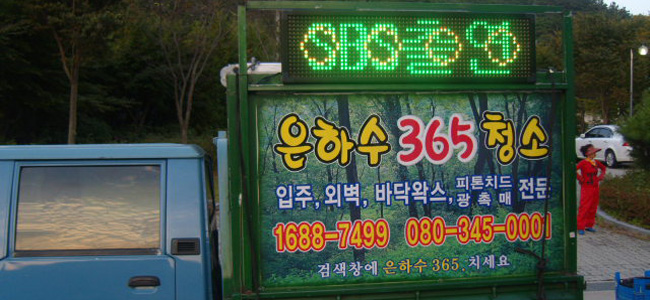 SBS출연
은하수 365 청소
입주, 외벽, 바닥왁스, 피톤치드 광촉매 전문
1688-7499 080-345-0001
검색창에 은하수 365. 치세요